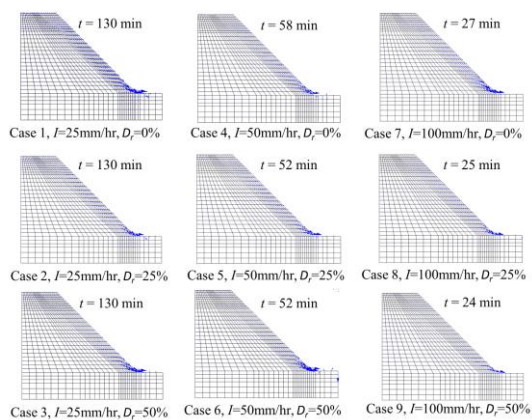 t = 130 min
t = 58 min
t = 27 min
Case 1, I=25mm/hr, Dr=0%
Case 4, I=50mm/hr, Dr=0%
Case 7, I=100mm/hr, Dr=0%
t = 130 min
t = 52 min
t = 25 min
Case 2, I=25mm/hr, Dr=25%
Case 5, I=50mm/hr, Dr=25%
Case 8, I=100mm/hr, Dr=25%
t = 130 min
t = 52 min
t = 24 min
Case 3, I=25mm/hr, Dr=50%
Case 6, I=50mm/hr, Dr=50%
Case 9, I=100mm/hr, Dr=50%